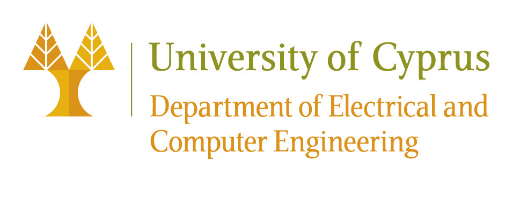 University of Cyprus
Department of Electrical and
Computer Engineering